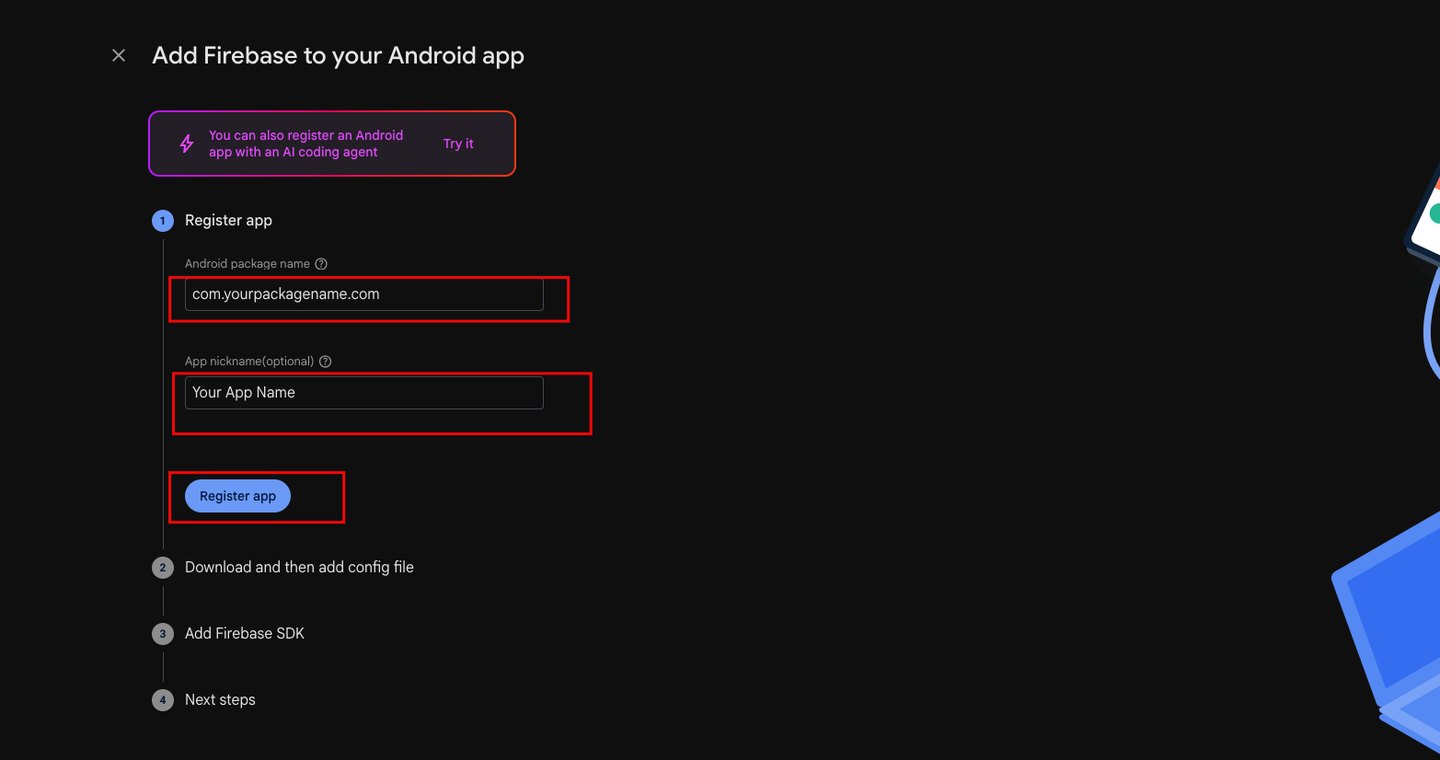 Add Firebase to your Android app
You can also register an Android
app with an AI coding agent
Try it
1 Register app
Android package name
com.yourpackagename.com
App nickname(optional)
Your App Name
Register app
2 Download and then add config file
3 Add Firebase SDK
4 Next steps